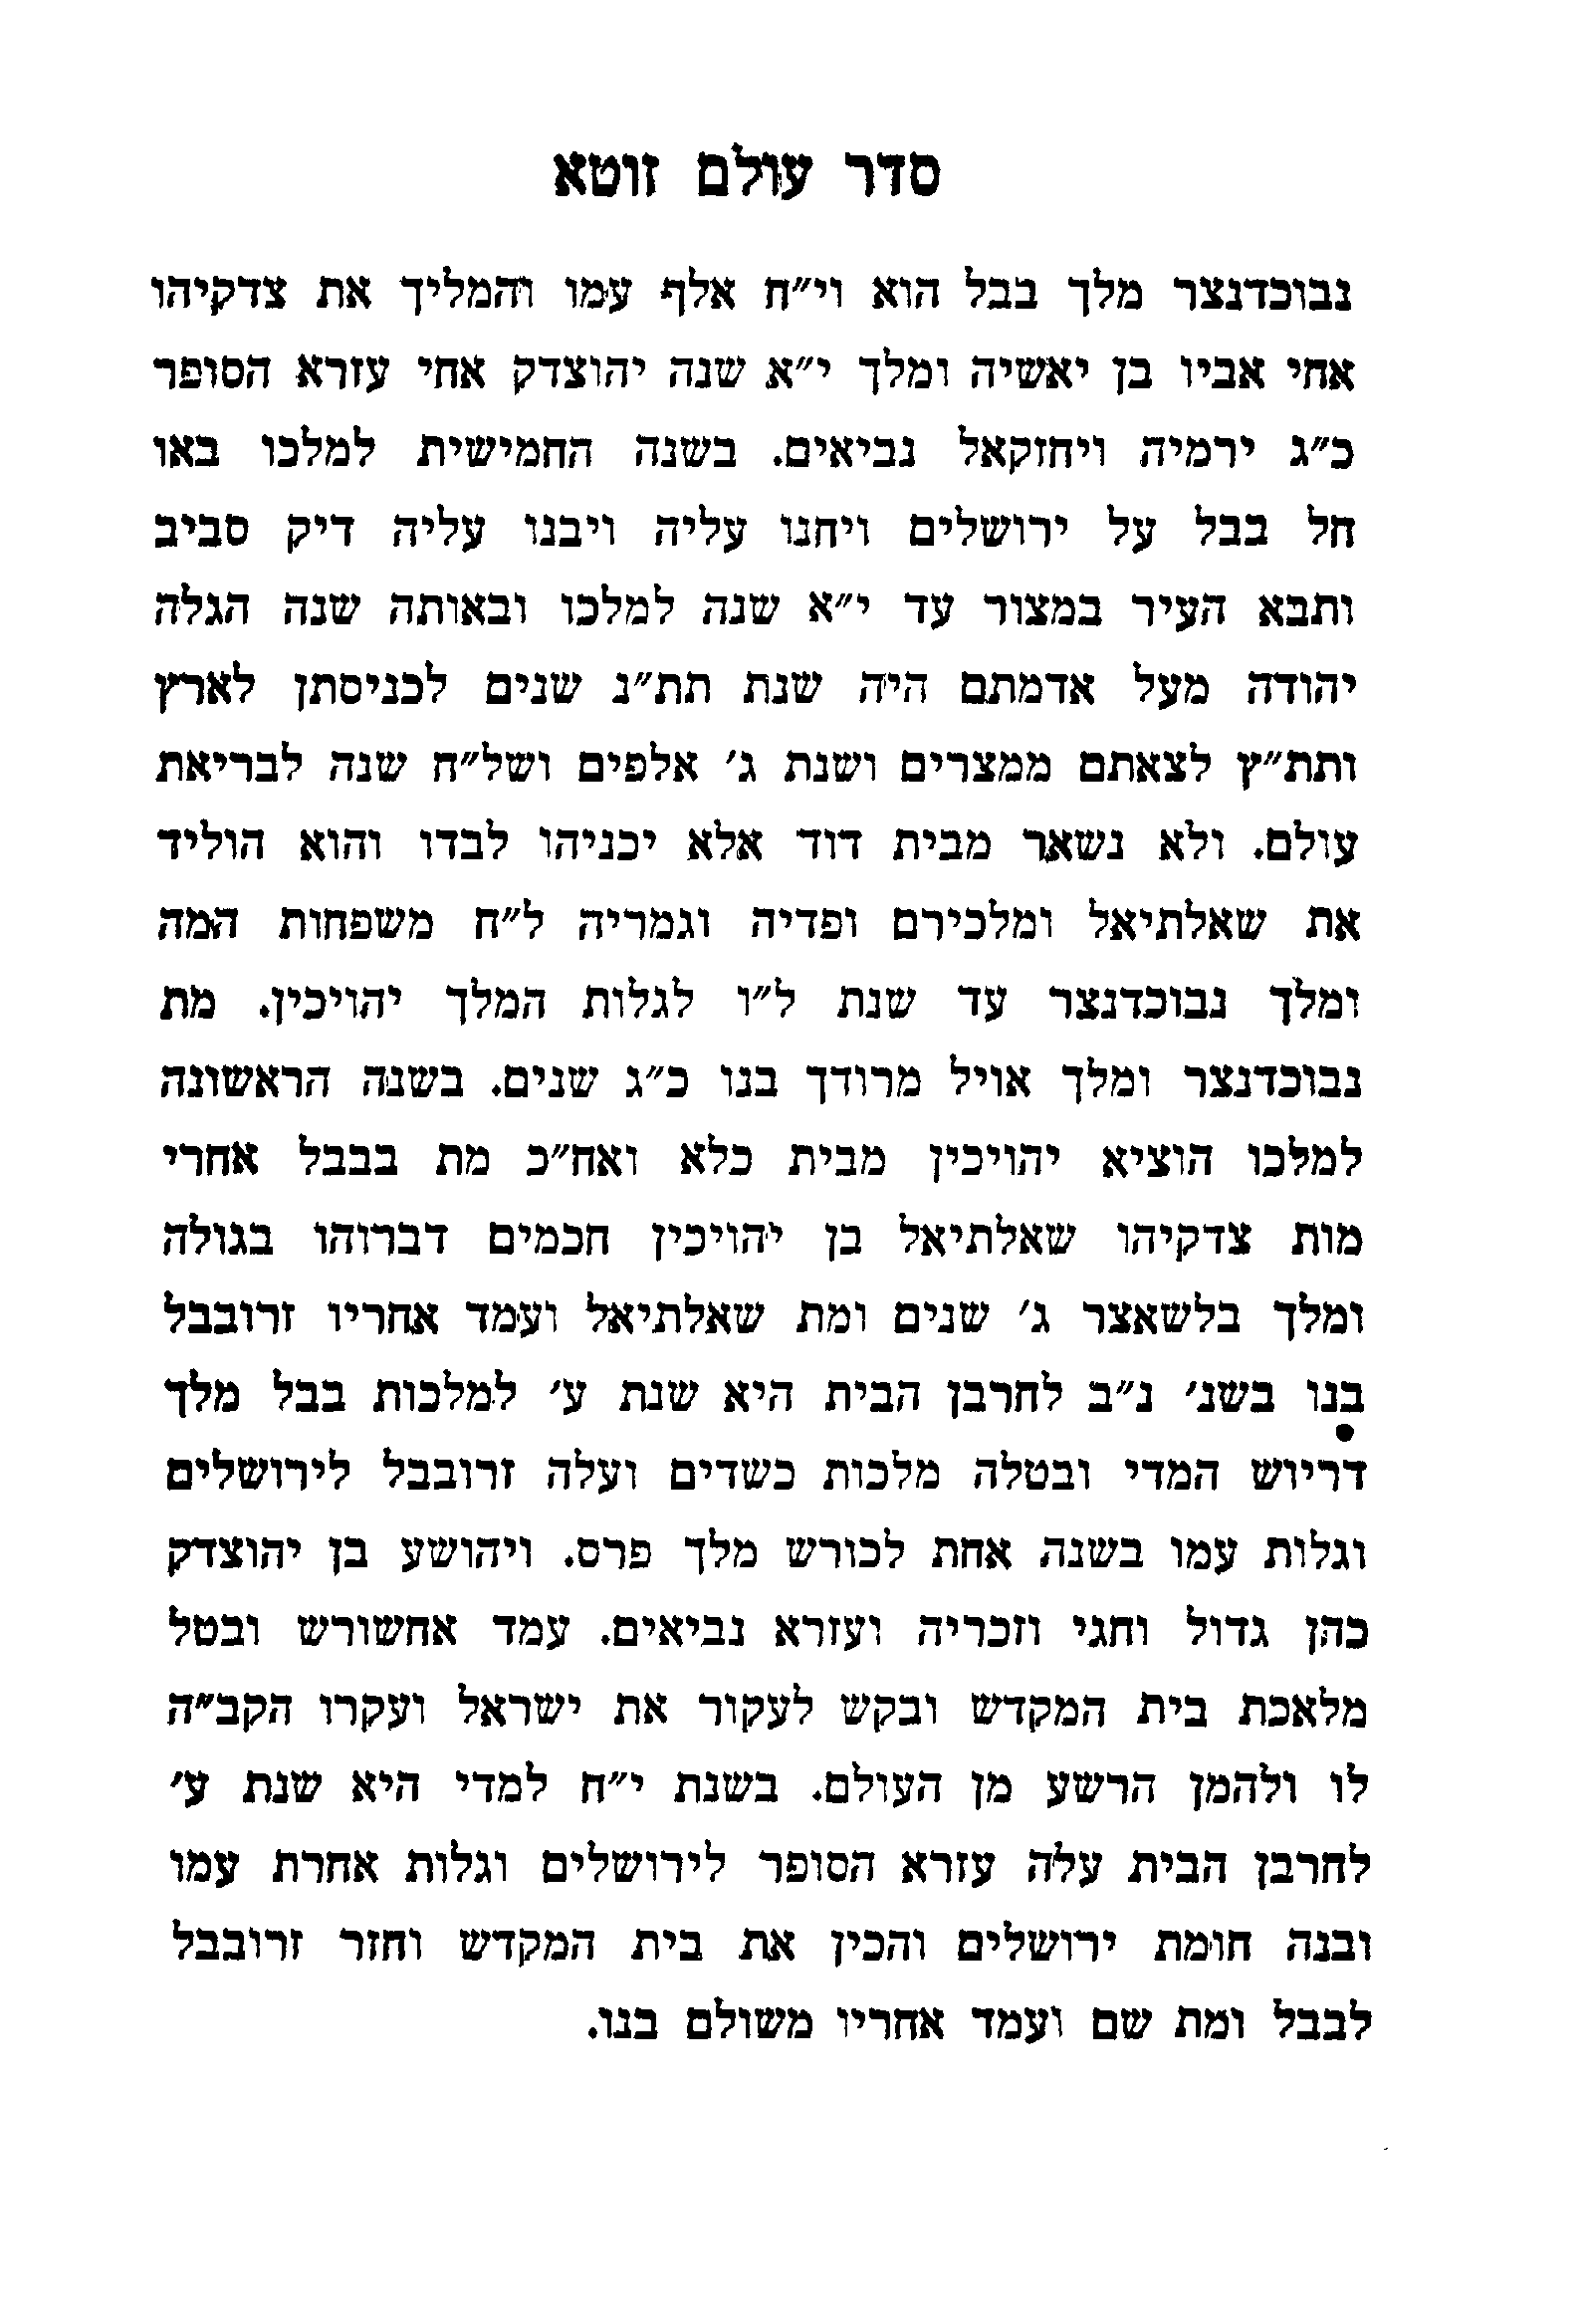 סדר עולם זוטא
נבוכדנצר מלך בבל הוא וי״ח אלף עמו והמליך את צדקיהו
אחי אביו בן יאשיה ומלך י״א שנה יהוצדק אחי עזרא הסופר
כ״ג ירמיה ויחזקאל נביאים. בשנה החמישית למלכו באו
חל בבל על ירושלים ויחנו עליה ויבנו עליה דיק סביב
ותבא העיר במצור עד י״א שנה למלכו ובאותה שנה הגלה
יהודה מעל אדמתם היה שנת תת״נ שנים לכניסתן לארץ
ותת״ץ לצאתם ממצרים ושנת ג׳ אלפים ושל״ח שנה לבריאת
עולם. ולא נשאר מבית דוד אלא יכניהו לבדו והוא הוליד
את שאלתיאל ומלכירם ופדיה וגמריה ל״ח משפחות המה
ומלך נבוכדנצר עד שנת ל״ו לגלות המלך יהויכין. מת
נבוכדנצר ומלך אויל מרודך בנו כ״ג שנים. בשנה הראשונה
למלכו הוציא יהויכין מבית כלא ואח״כ מת בבבל אחרי
מות צדקיהו שאלתיאל בן יהויכין חכמים דברוהו בגולה
ומלך בלשאצר ג׳ שנים ומת שאלתיאל ועמד אחריו זרובבל
בנו בשנ׳ נ״ב לחרבן הבית היא שנת ע׳ למלכות בבל מלך
דריוש המדי ובטלה מלכות כשדים ועלה זרובבל לירושלים
וגלות עמו בשנה אחת לכורש מלך פרס. ויהושע בן יהוצדק
כהן גדול וחגי וזכריה ועזרא נביאים. עמד אחשורש ובטל
מלאכת בית המקדש ובקש לעקור את ישראל ועקרו הקב״ה
לו ולהמן הרשע מן העולם. בשנת י״ח למדי היא שנת ע׳
לחרבן הבית עלה עזרא הסופר לירושלים וגלות אחרת עמו
ובנה חומת ירושלים והכין את בית המקדש וחזר זרובבל
לבבל ומת שם ועמד אחריו משולם בנו.